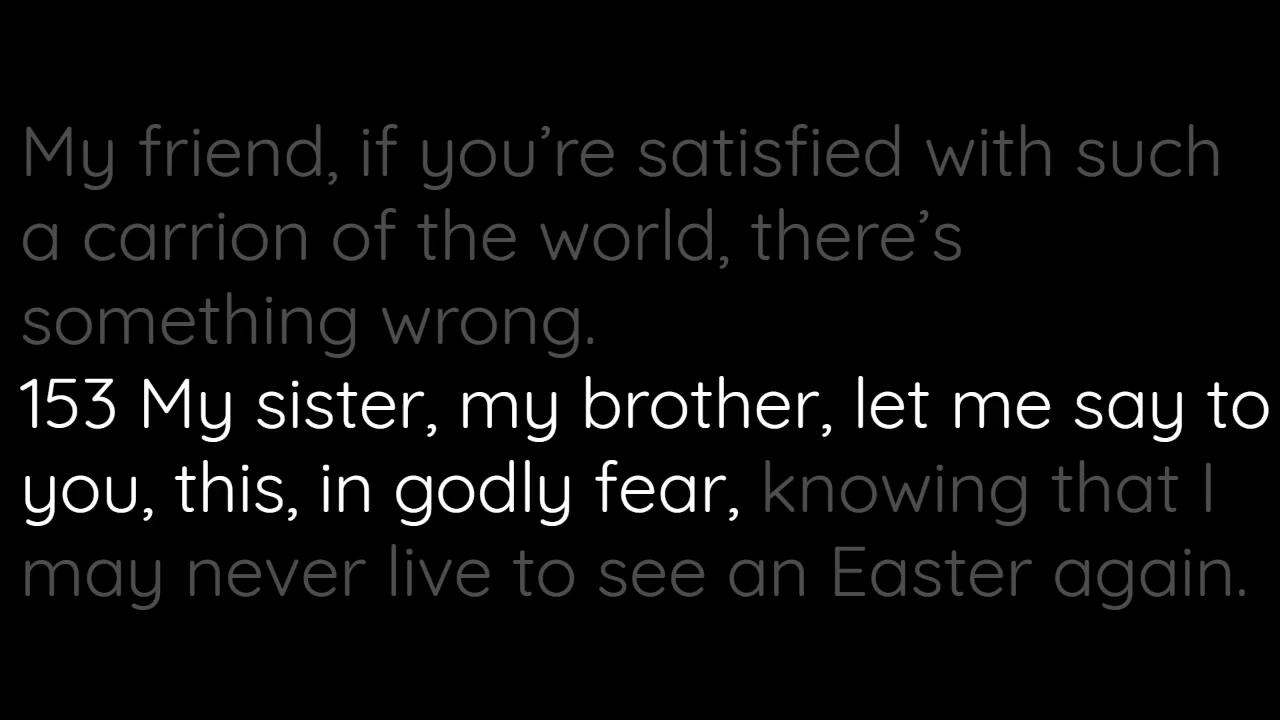 My friend, if you’re satisfied with such
a carrion of the world, there’s
something wrong.
153 My sister, my brother, let me say to
you, this, in godly fear, knowing that I
may never live to see an Easter again.